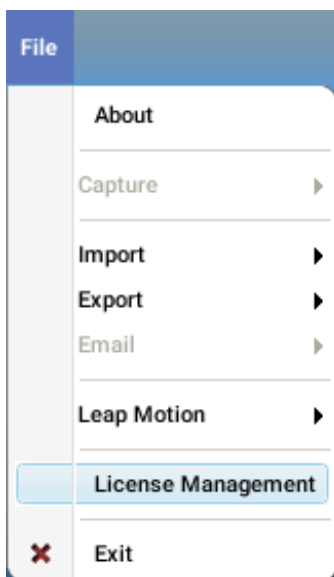 File
About
Capture
Import
Export
Email
Leap Motion
License Management
Exit